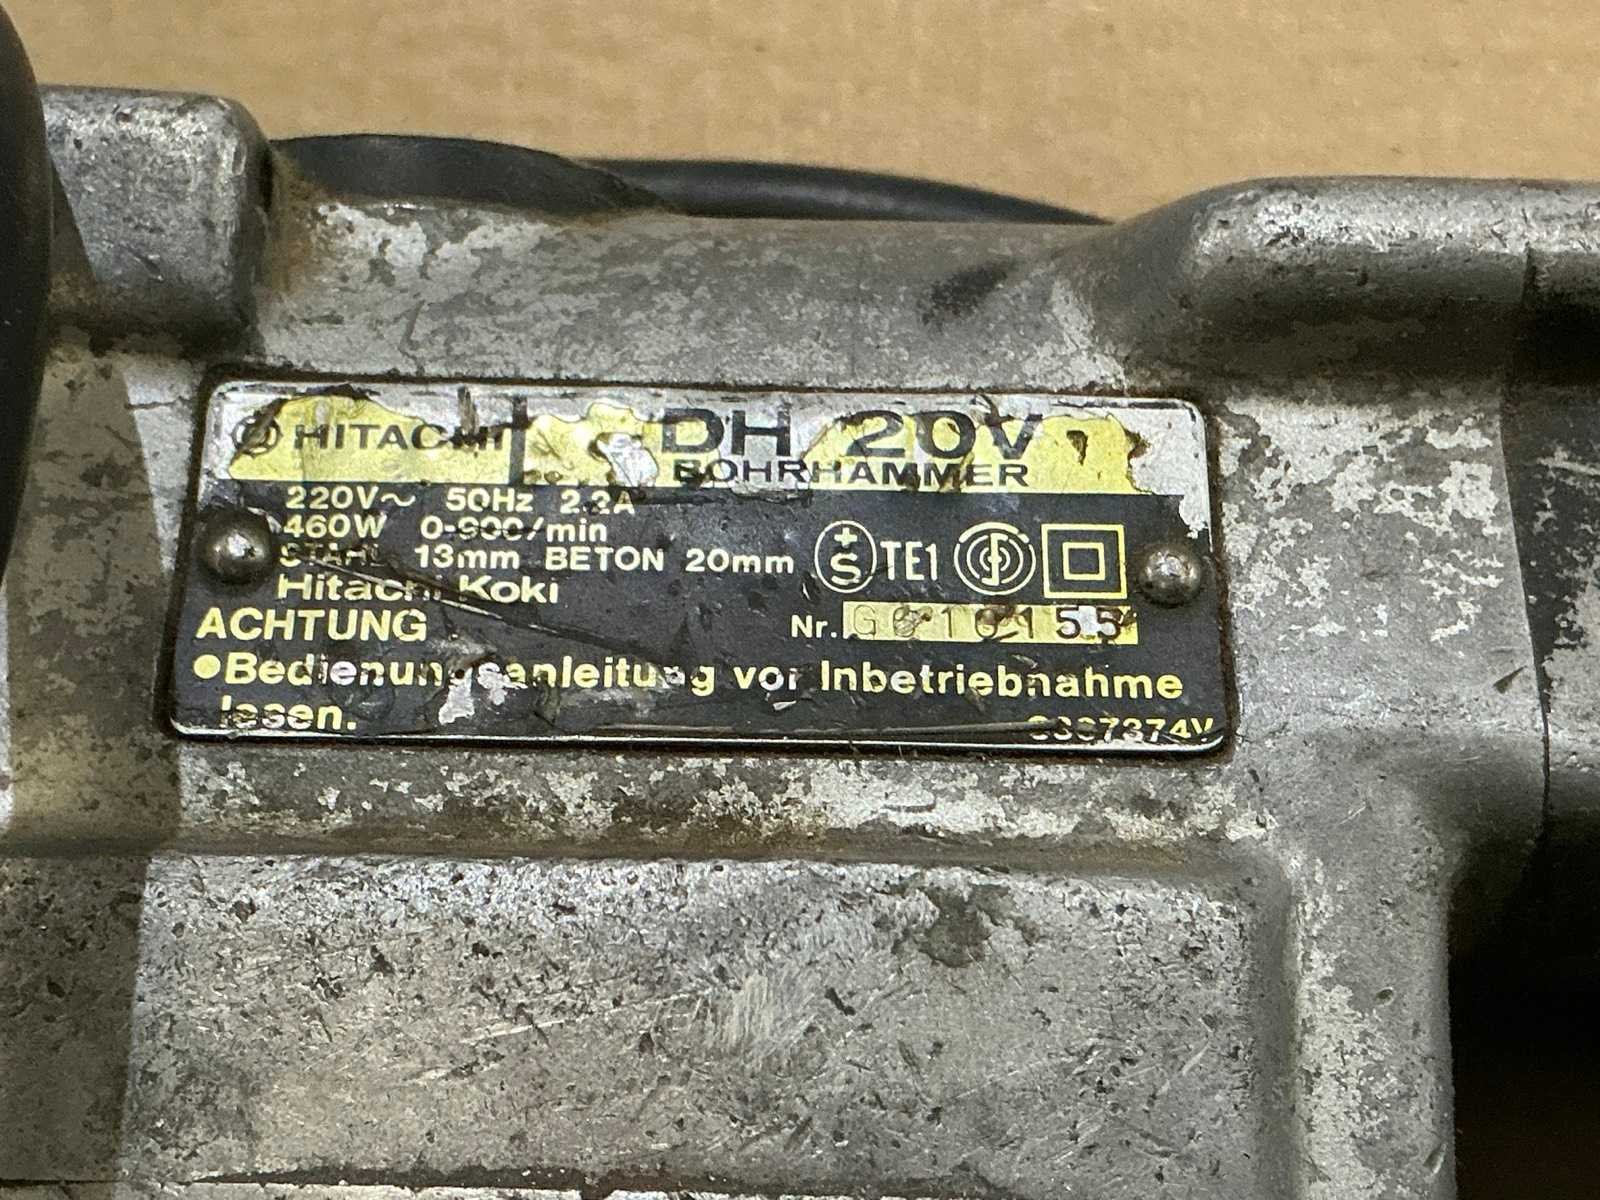 HITACHI DH 20V
BOHRHAMMER
220V~ 50Hz 2.2A
460W 0-900/min
STAHL 13mm BETON 20mm
Hitachi Koki
+S TE1
ACHTUNG Nr.
●Bedienungsanleitung vor Inbetriebnahme
lesen.